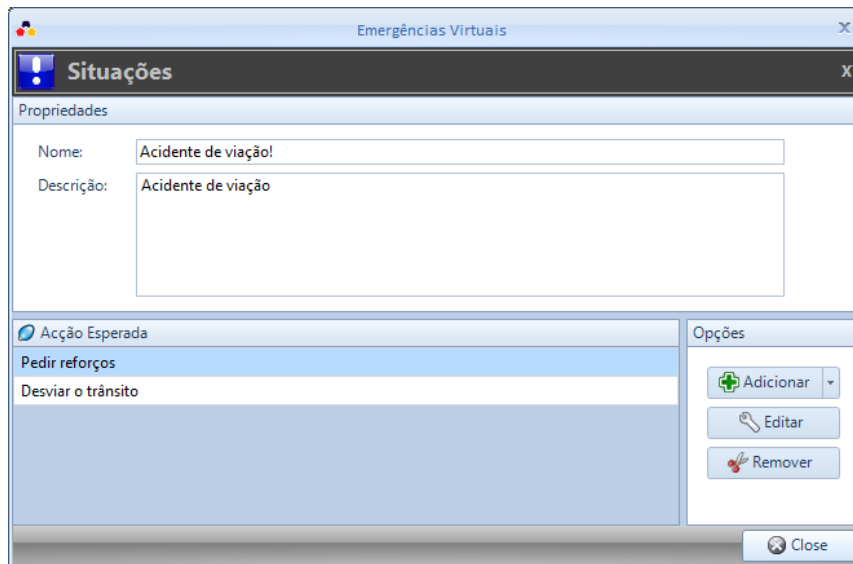 Emergências Virtuais
Situações
Propriedades
Nome: Acidente de viação!
Descrição: Acidente de viação
Acção Esperada
Pedir reforços
Desviar o trânsito
Opções
Adicionar
Editar
Remover
Close